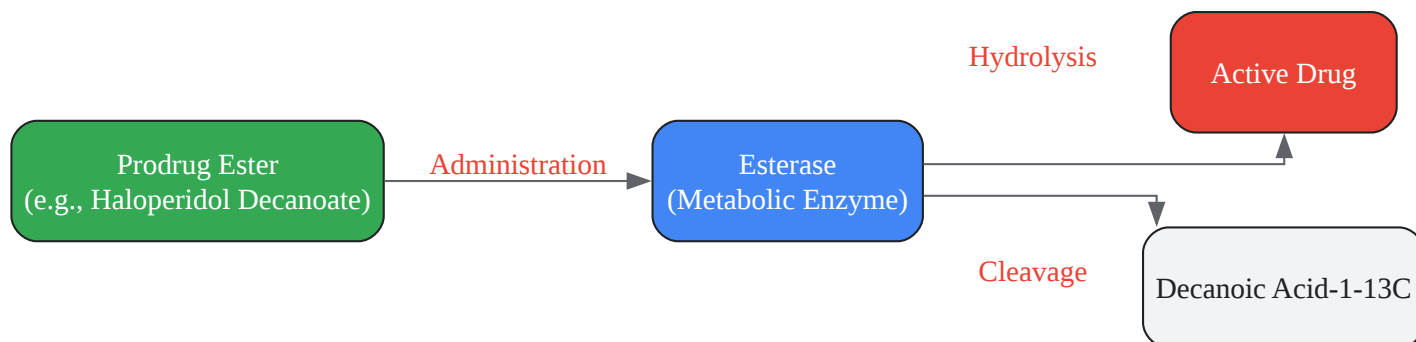 Hydrolysis
Active Drug
Prodrug Ester
(e.g., Haloperidol Decanoate)
Administration
Esterase
(Metabolic Enzyme)
Cleavage
Decanoic Acid-1-13C